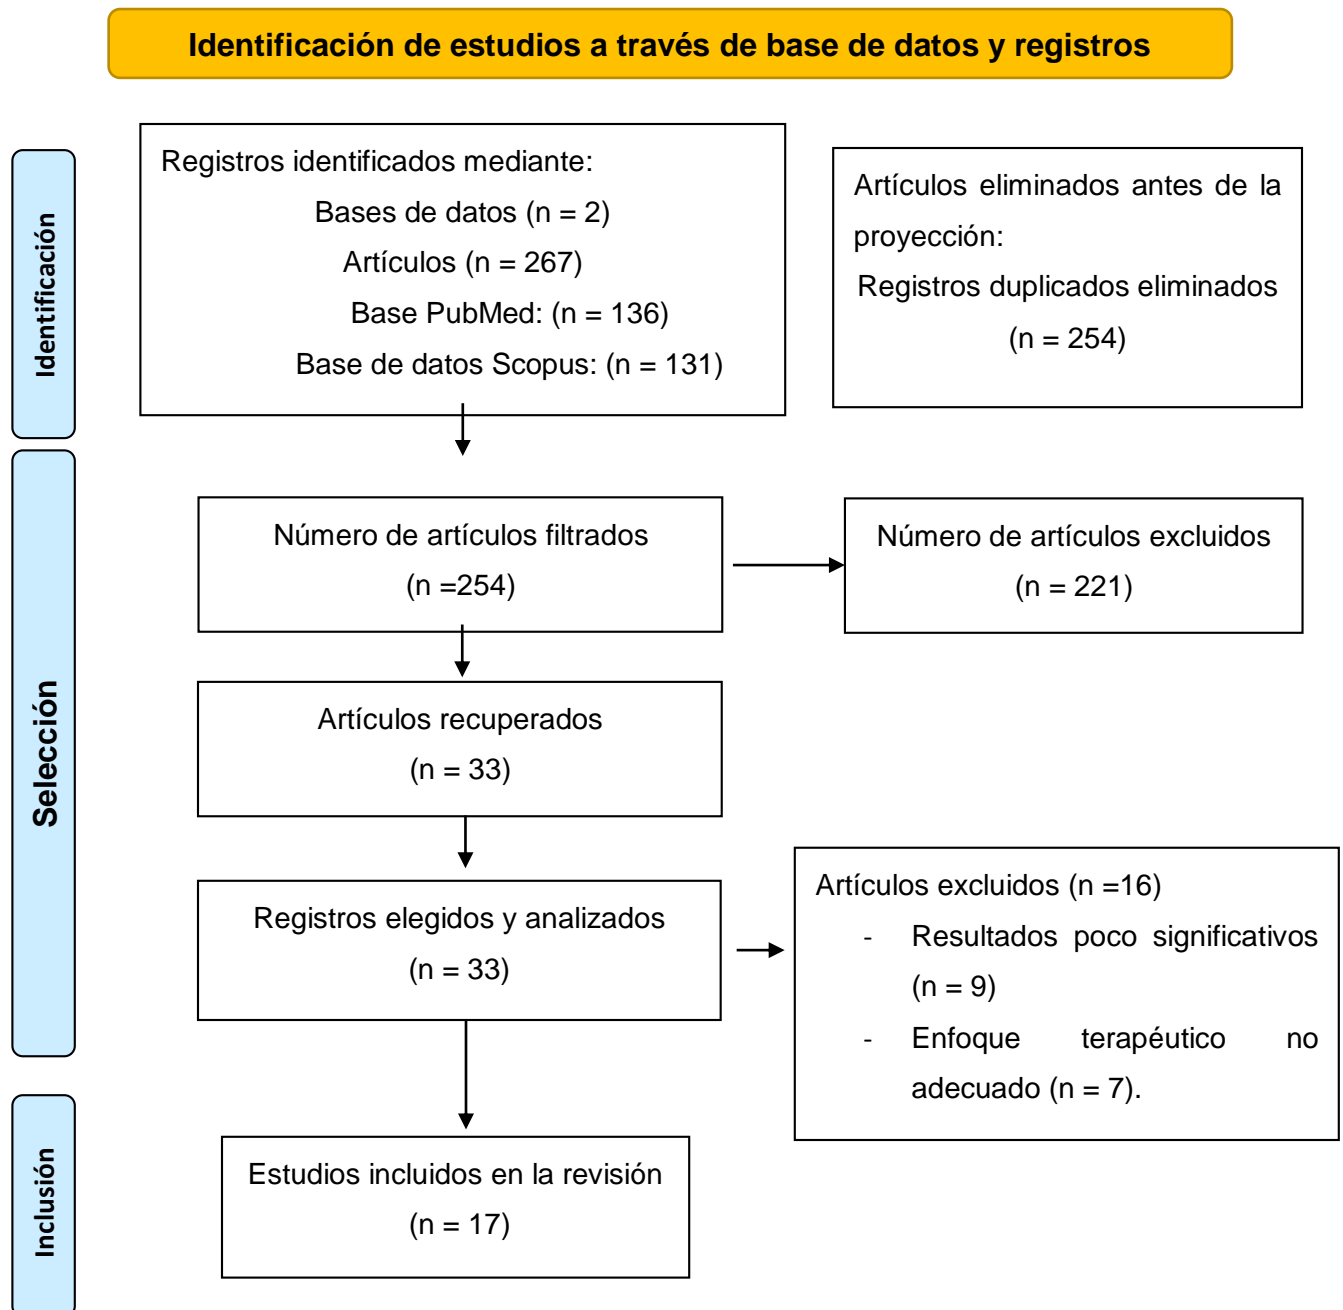 Identificación de estudios a través de base de datos y registros
Identificación
Registros identificados mediante:
Bases de datos (n = 2)
Artículos (n = 267)
Base PubMed: (n = 136)
Base de datos Scopus: (n = 131)
Artículos eliminados antes de la
proyección:
Registros duplicados eliminados
(n = 254)
Selección
Número de artículos filtrados
(n =254)
Número de artículos excluidos
(n = 221)
Artículos recuperados
(n = 33)
Registros elegidos y analizados
(n = 33)
Artículos excluidos (n =16)
- Resultados poco significativos
(n = 9)
- Enfoque terapéutico no
adecuado (n = 7).
Inclusión
Estudios incluidos en la revisión
(n = 17)